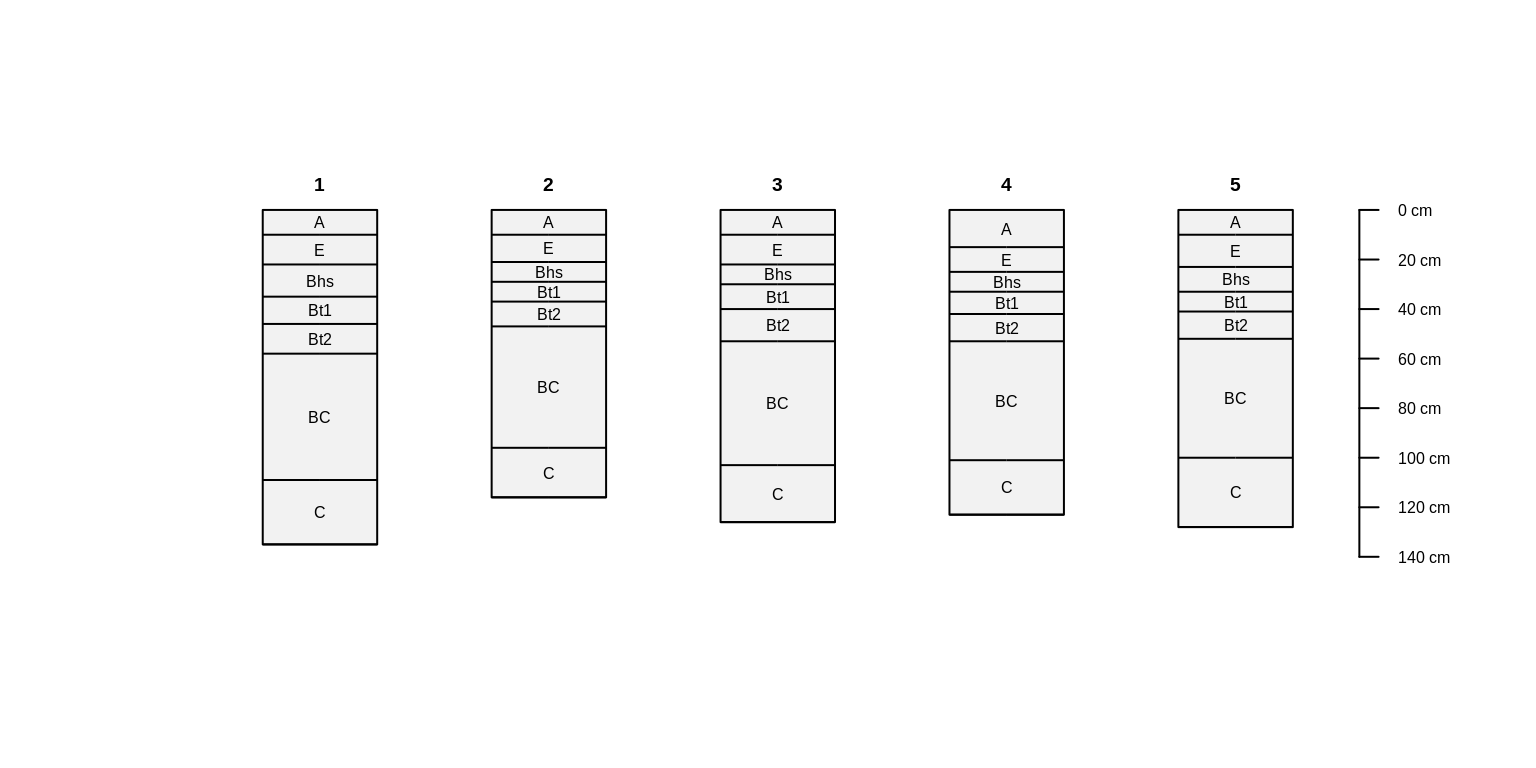 1 2 3 4 5
A A A A A 0 cm
E E E E E 20 cm
Bhs Bhs Bhs Bhs Bhs
Bt1 Bt1 Bt1 Bt1 Bt1 40 cm
Bt2 Bt2 Bt2 Bt2 Bt2
60 cm
BC BC BC BC BC 80 cm
100 cm
C C C C C 120 cm
140 cm